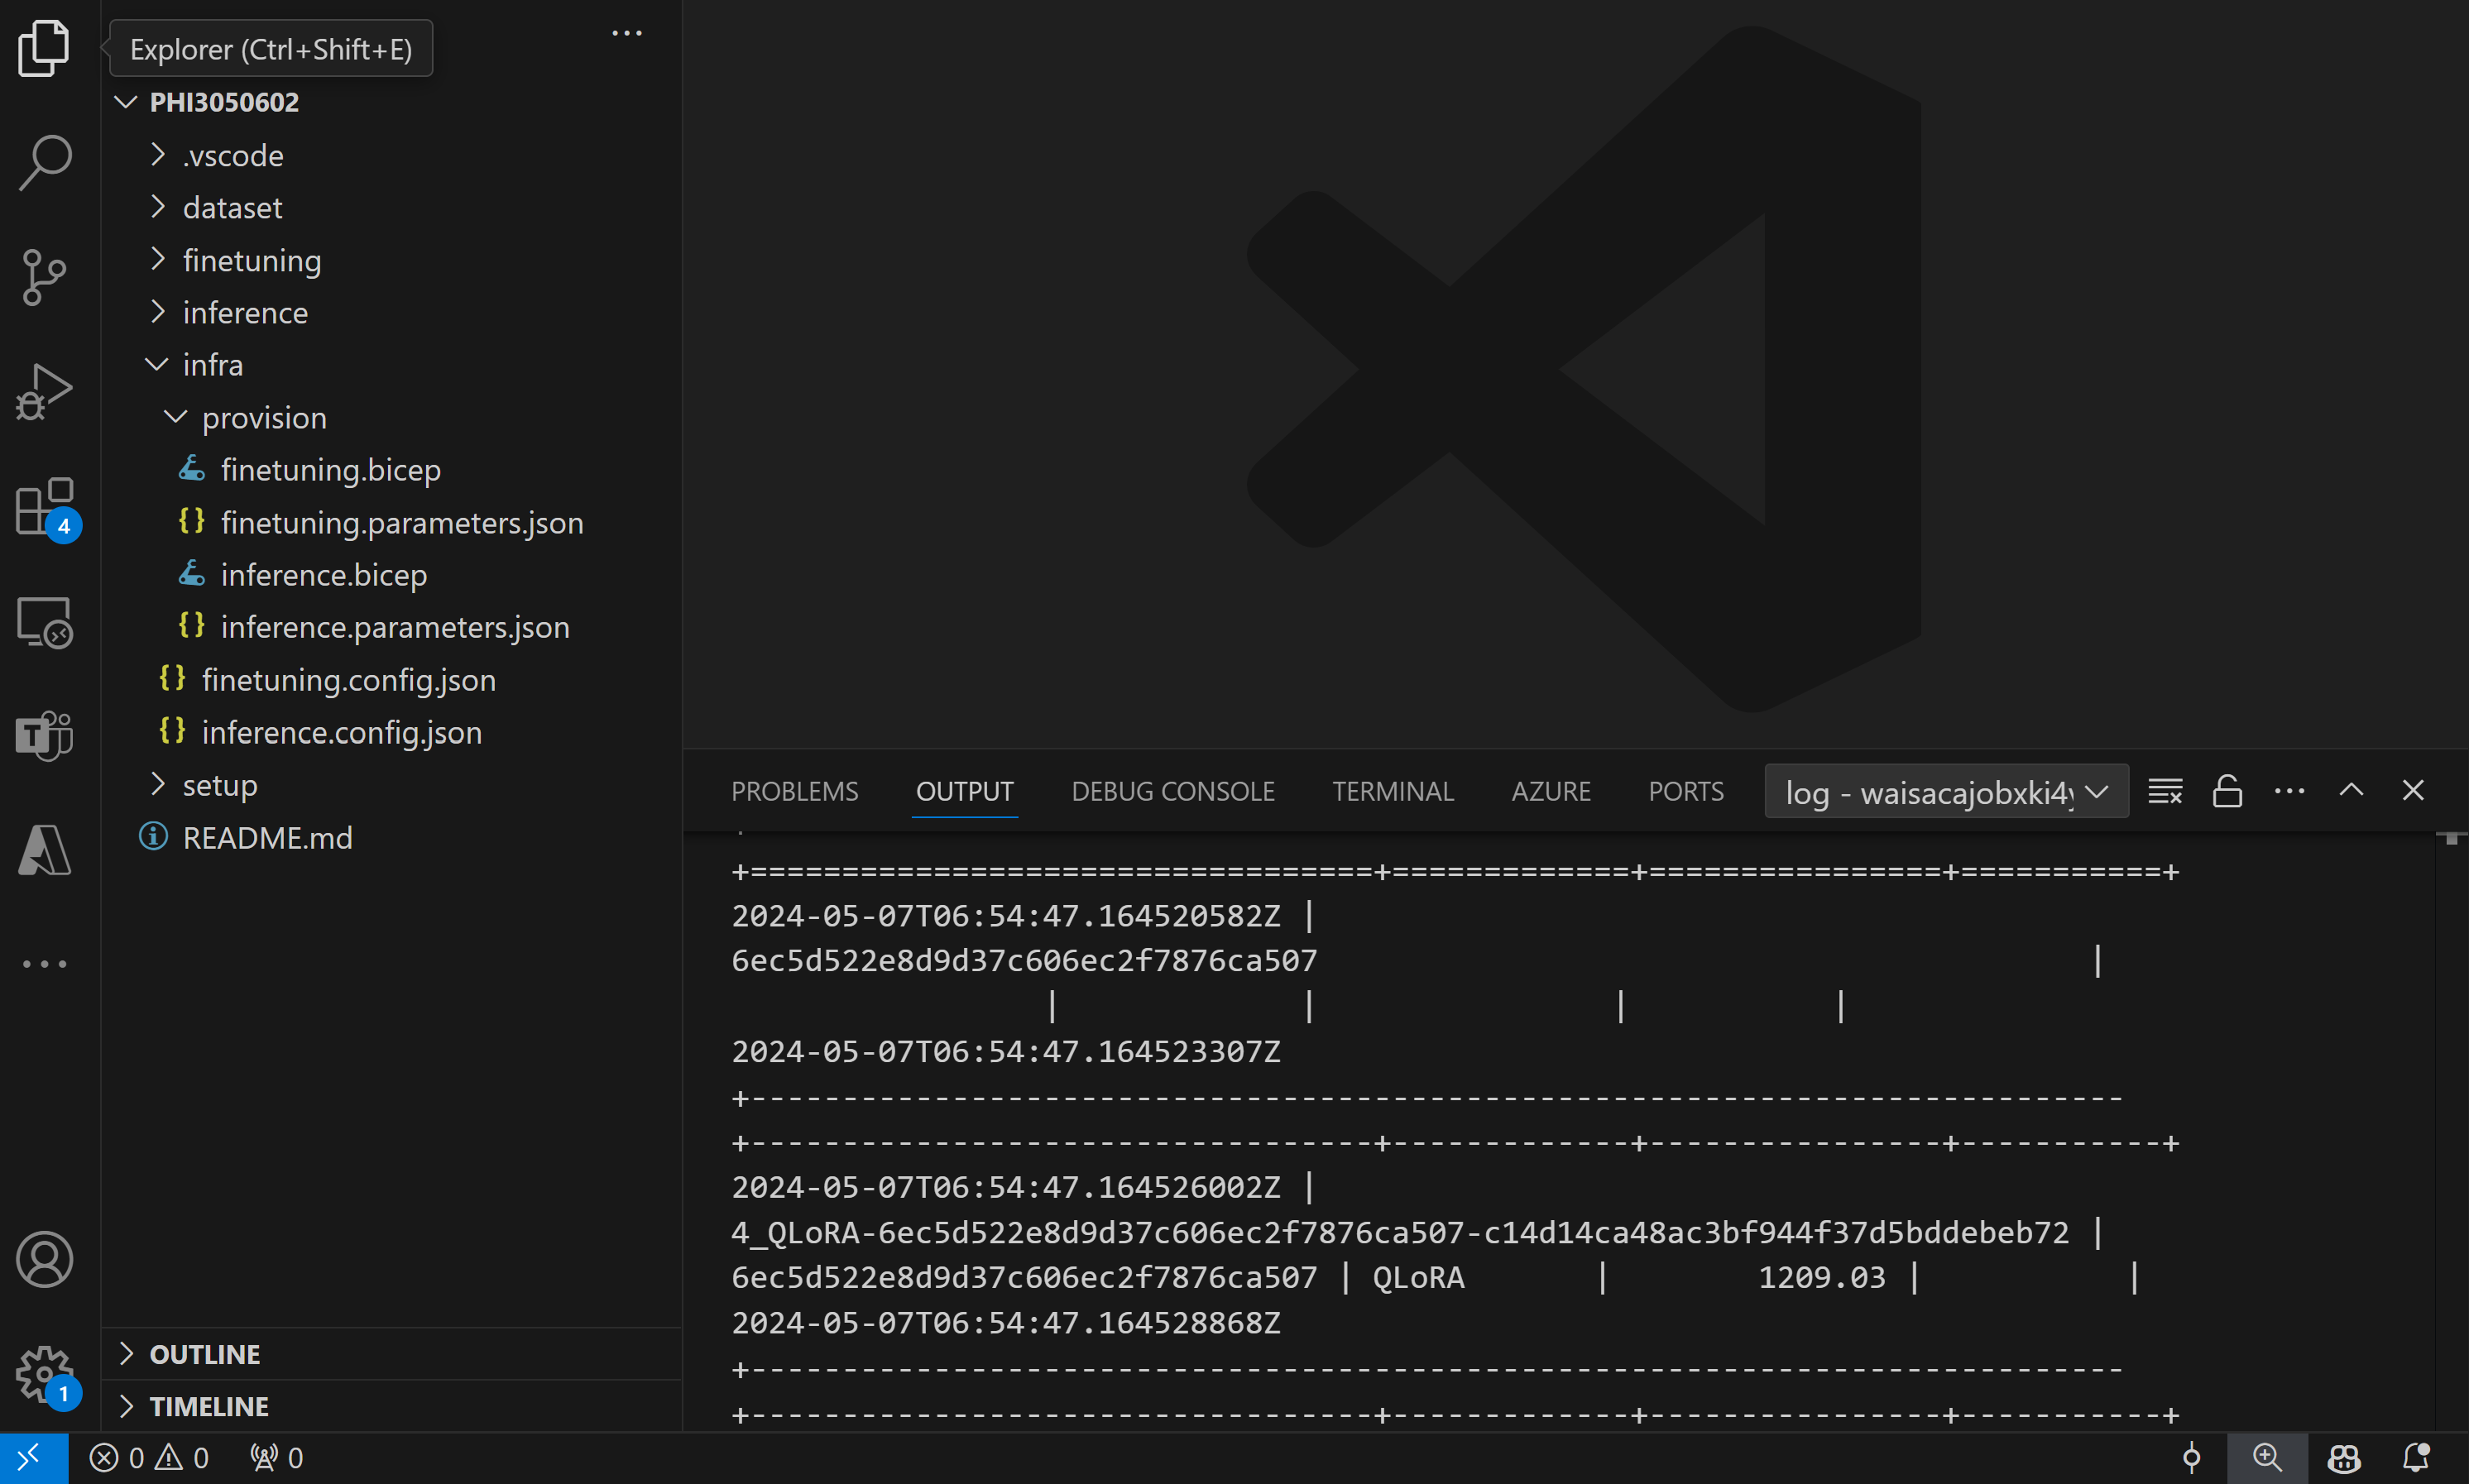 Explorer (Ctrl+Shift+E)
PHI3050602
.vscode
dataset
finetuning
inference
infra
provision
finetuning.bicep
finetuning.parameters.json
inference.bicep
inference.parameters.json
finetuning.config.json
inference.config.json
setup
README.md
OUTLINE
TIMELINE
4
1
PROBLEMS OUTPUT DEBUG CONSOLE TERMINAL AZURE PORTS log - waisacajobxki4y
+==================================+=============+================+===========+
2024-05-07T06:54:47.164520582Z |
6ec5d522e8d9d37c606ec2f7876ca507 |
| | | |
2024-05-07T06:54:47.164523307Z
+---------------------------------------------------------------------------
+----------------------------------+-------------+----------------+-----------+
2024-05-07T06:54:47.164526002Z |
4_QLoRA-6ec5d522e8d9d37c606ec2f7876ca507-c14d14ca48ac3bf944f37d5bddebeb72 |
6ec5d522e8d9d37c606ec2f7876ca507 | QLoRA | 1209.03 | |
2024-05-07T06:54:47.164528868Z
+---------------------------------------------------------------------------
+----------------------------------+-------------+----------------+-----------+
0 0 0